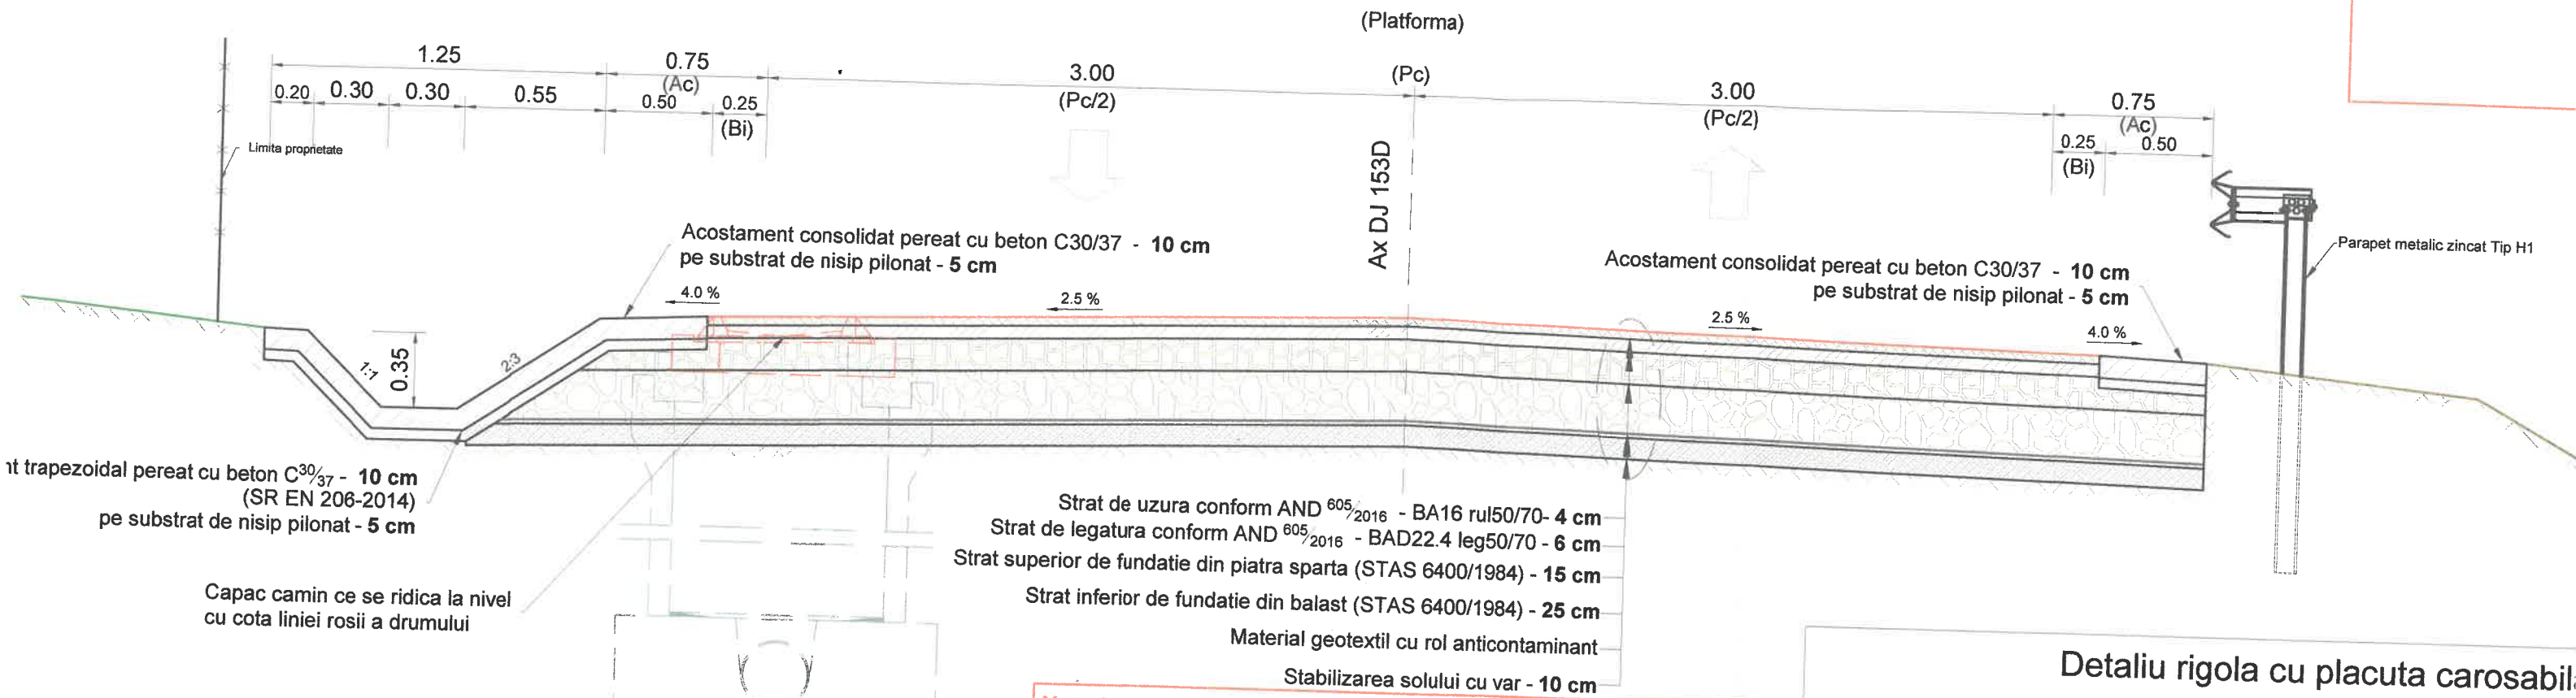 (Platforma)
1.25
0.75
(Ac)
3.00
(Pc/2)
(Pc)
3.00
(Pc/2)
0.75
(Ac)
0.20 0.30 0.30 0.55 0.50 0.25
(Bi)
0.25 0.50
(Bi)
Limita proprietate
Ax DJ 153D
Acostament consolidat pereat cu beton C30/37 - 10 cm
pe substrat de nisip pilonat - 5 cm
Acostament consolidat pereat cu beton C30/37 - 10 cm
pe substrat de nisip pilonat - 5 cm
Parapet metalic zincat Tip H1
4.0 %
2.5 %
2.5 %
4.0 %
1:1
0.35
2:3
trapezoidal pereat cu beton C30/37 - 10 cm
(SR EN 206-2014)
pe substrat de nisip pilonat - 5 cm
Capac camin ce se ridica la nivel
cu cota liniei rosii a drumului
Strat de uzura conform AND 605/2016 - BA16 rul50/70- 4 cm
Strat de legatura conform AND 605/2016 - BAD22.4 leg50/70 - 6 cm
Strat superior de fundatie din piatra sparta (STAS 6400/1984) - 15 cm
Strat inferior de fundatie din balast (STAS 6400/1984) - 25 cm
Material geotextil cu rol anticontaminant
Stabilizarea solului cu var - 10 cm
Detaliu rigola cu placuta